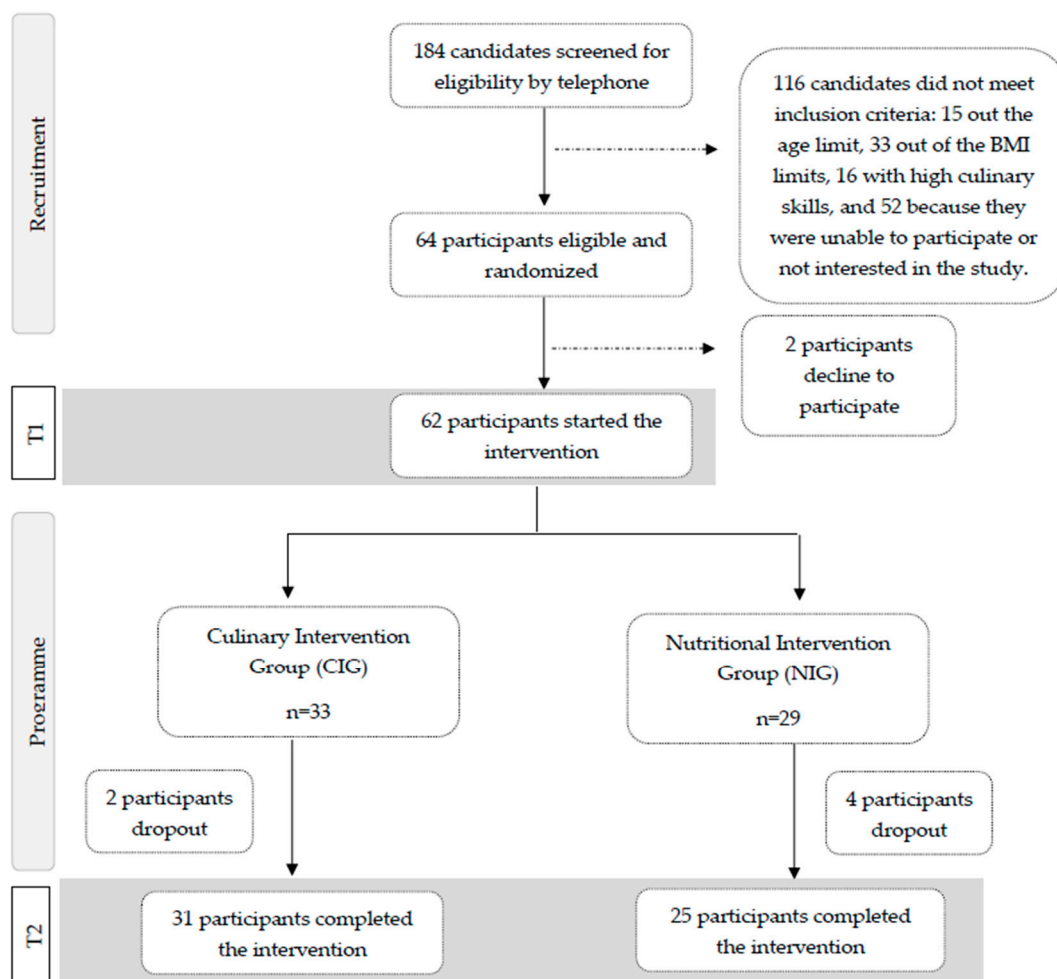 Recruitment
184 candidates screened for
eligibility by telephone
116 candidates did not meet
inclusion criteria: 15 out the
age limit, 33 out of the BMI
limits, 16 with high culinary
skills, and 52 because they
were unable to participate or
not interested in the study.
64 participants eligible and
randomized
2 participants
decline to
participate
T1
62 participants started the
intervention
Programme
Culinary Intervention
Group (CIG)
n=33
Nutritional Intervention
Group (NIG)
n=29
2 participants
dropout
4 participants
dropout
T2
31 participants completed
the intervention
25 participants completed
the intervention